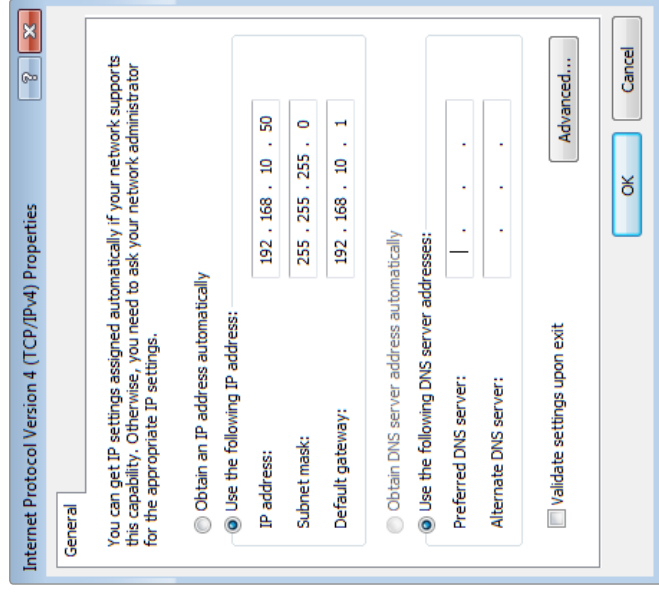 Internet Protocol Version 4 (TCP/IPv4) Properties
General
You can get IP settings assigned automatically if your network supports
this capability. Otherwise, you need to ask your network administrator
for the appropriate IP settings.
Obtain an IP address automatically
Use the following IP address:
IP address: 192 . 168 . 10 . 50
Subnet mask: 255 . 255 . 255 . 0
Default gateway: 192 . 168 . 10 . 1
Obtain DNS server address automatically
Use the following DNS server addresses:
Preferred DNS server: . . .
Alternate DNS server: . . .
Validate settings upon exit
Advanced...
OK Cancel